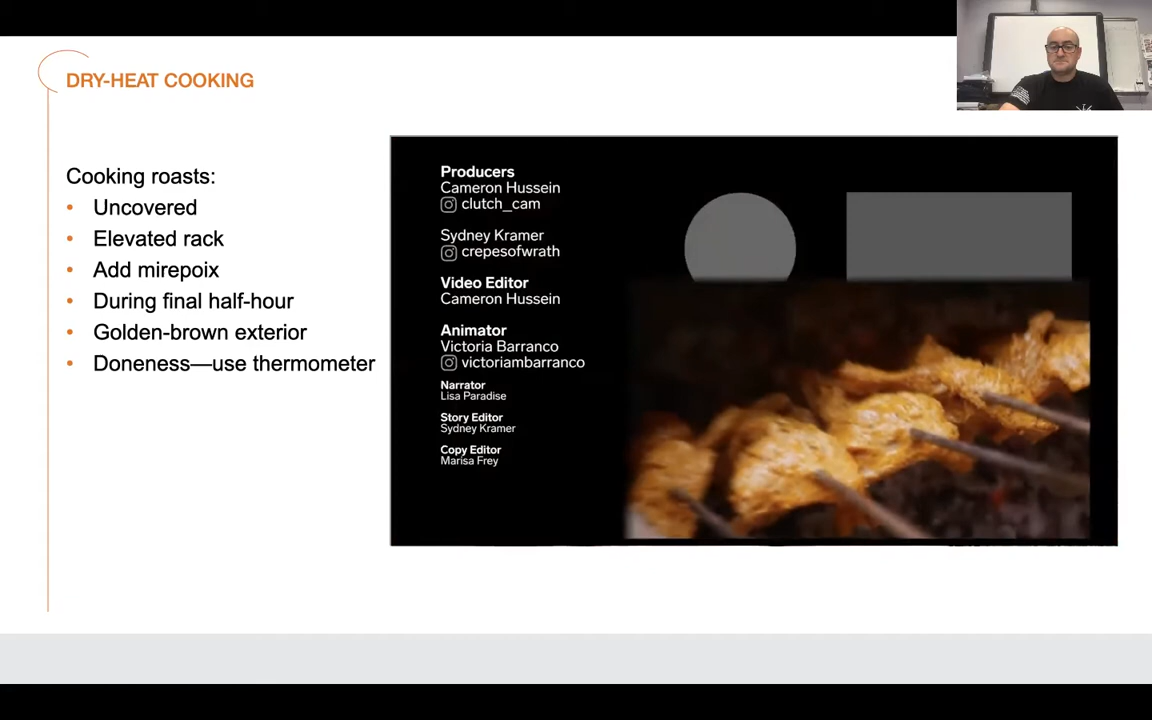 DRY-HEAT COOKING
Cooking roasts:
• Uncovered
• Elevated rack
• Add mirepoix
• During final half-hour
• Golden-brown exterior
• Doneness—use thermometer
Producers
Cameron Hussein
clutch_cam
Sydney Kramer
crepesofwrath
Video Editor
Cameron Hussein
Animator
Victoria Barranco
victoriambarranco
Narrator
Lisa Paradise
Story Editor
Sydney Kramer
Copy Editor
Marisa Frey